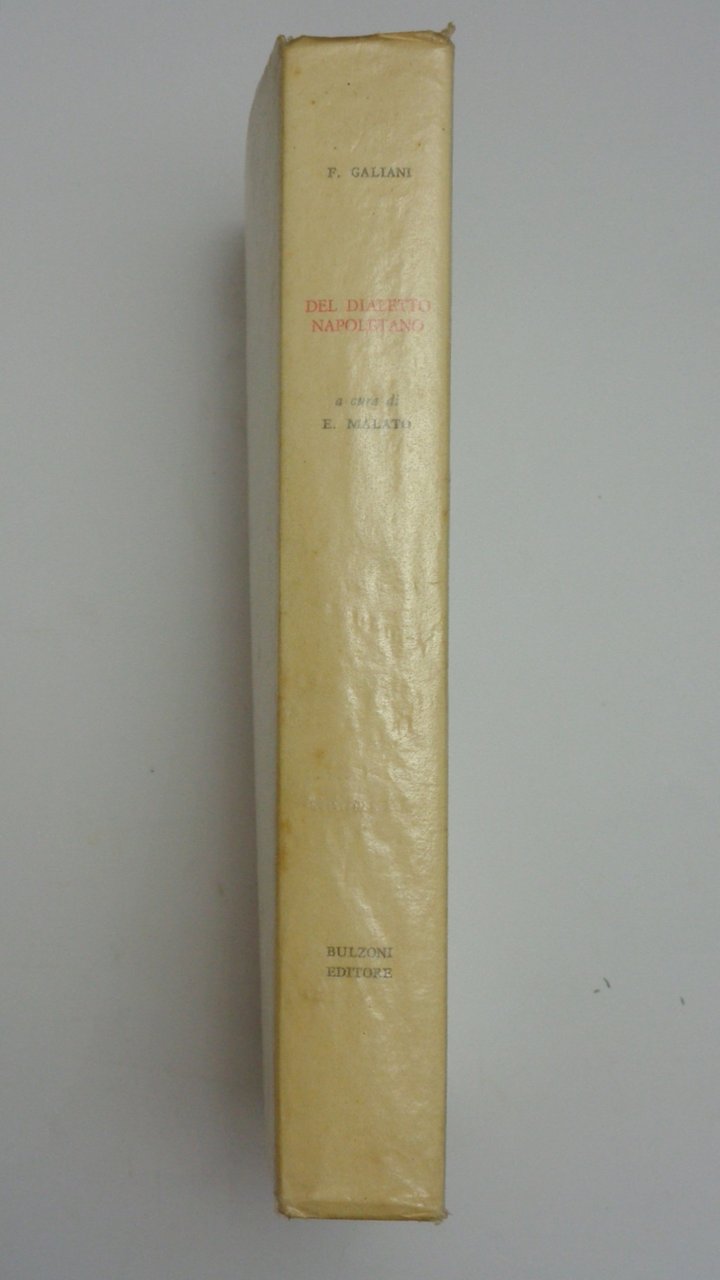 F. GALIANI
DEL DIALETTO
NAPOLETANO
a cura di
E. MALATO
BULZONI
EDITORE